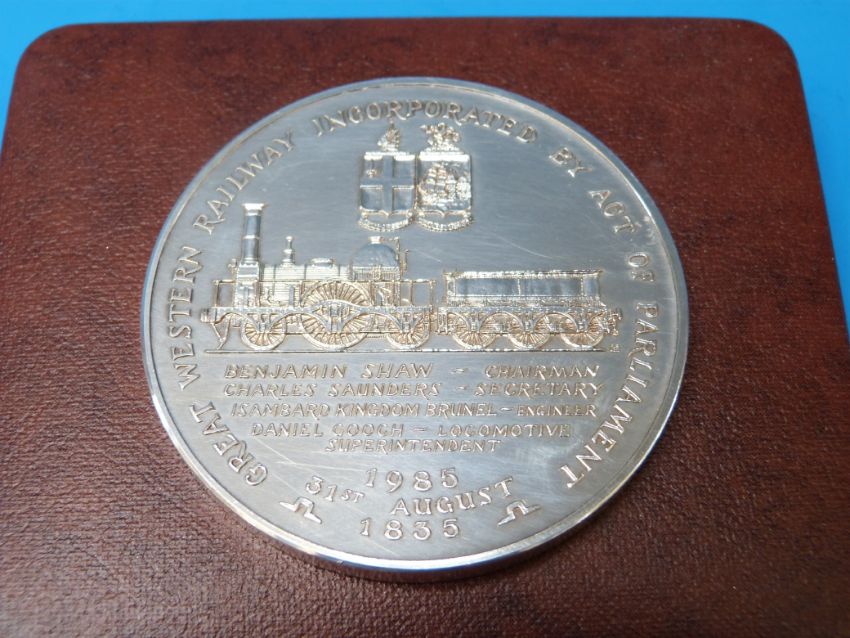 GREAT WESTERN RAILWAY INCORPORATED BY ACT OF PARLIAMENT
BENJAMIN SHAW - CHAIRMAN
CHARLES SAUNDERS - SECRETARY
ISAMBARD KINGDOM BRUNEL - ENGINEER
DANIEL GOOCH - LOCOMOTIVE
SUPERINTENDENT
1985
31ST AUGUST
1835